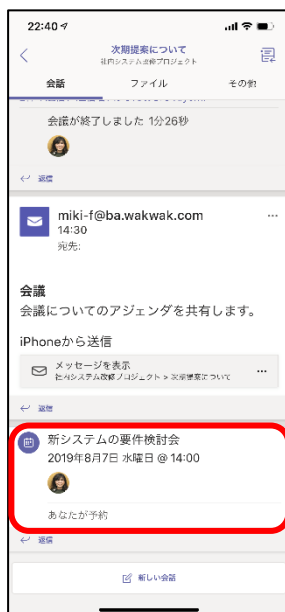 22:40
次期提案について
社内システム改修プロジェクト
会話 ファイル その他
会議が終了しました 1分26秒
返信
miki-f@ba.wakwak.com
14:30
宛先:
会議
会議についてのアジェンダを共有します。
iPhoneから送信
メッセージを表示
社内システム改修プロジェクト > 次期提案について
返信
新システムの要件検討会
2019年8月7日 水曜日 @ 14:00
あなたが予約
返信
新しい会話